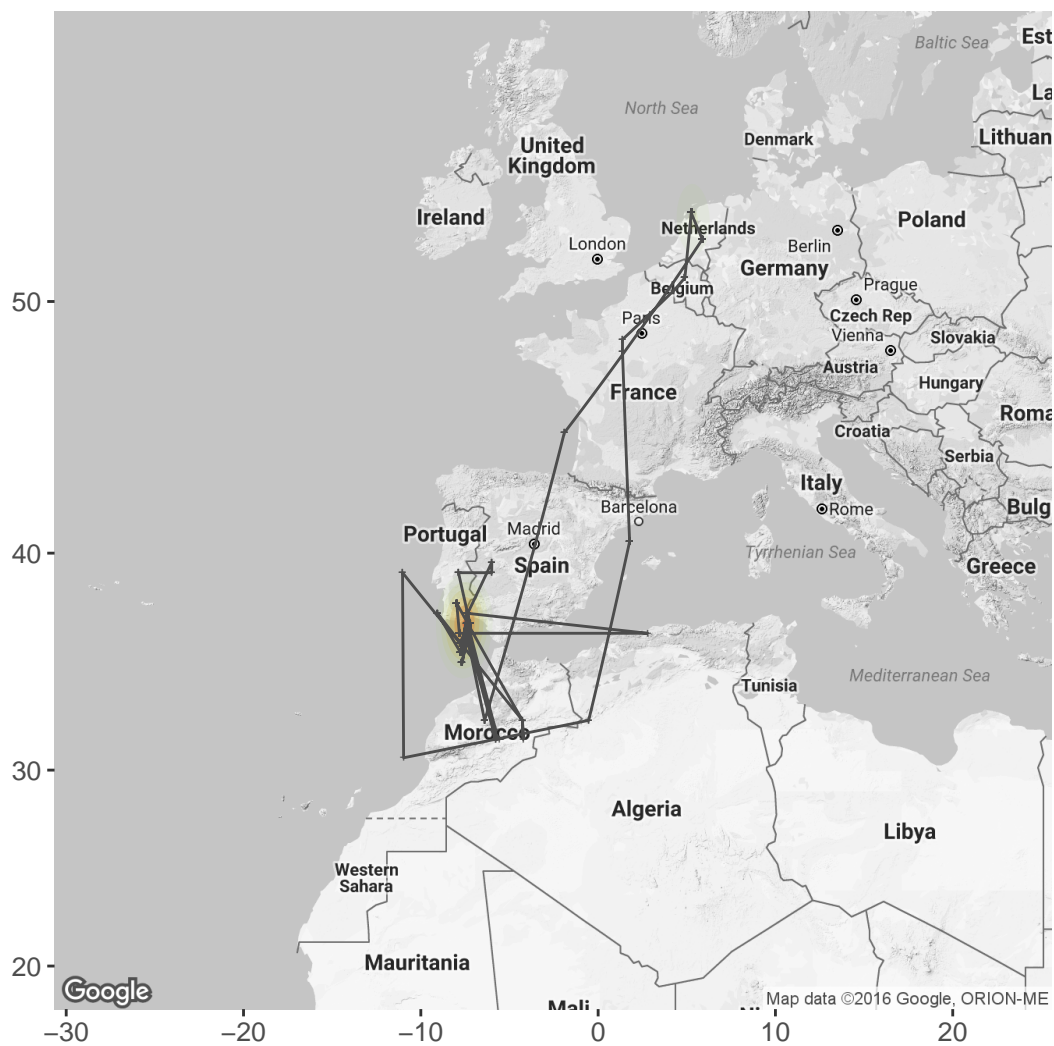 Baltic Sea
Est
La
North Sea
Denmark
Lithuan
United
Kingdom
Ireland
Netherlands
Poland
London
Berlin
Germany
Belgium
Prague
50
Paris
Czech Rep
Vienna
Slovakia
Austria
Hungary
France
Roma
Croatia
Serbia
Italy
Barcelona
Rome
Bulg
Portugal
Madrid
40
Tyrrhenian Sea
Spain
Greece
Mediterranean Sea
Tunisia
Morocco
30
Algeria
Libya
Western
Sahara
20
Mauritania
Google
Map data ©2016 Google, ORION-ME
Mali
−30
−20
−10
0
10
20